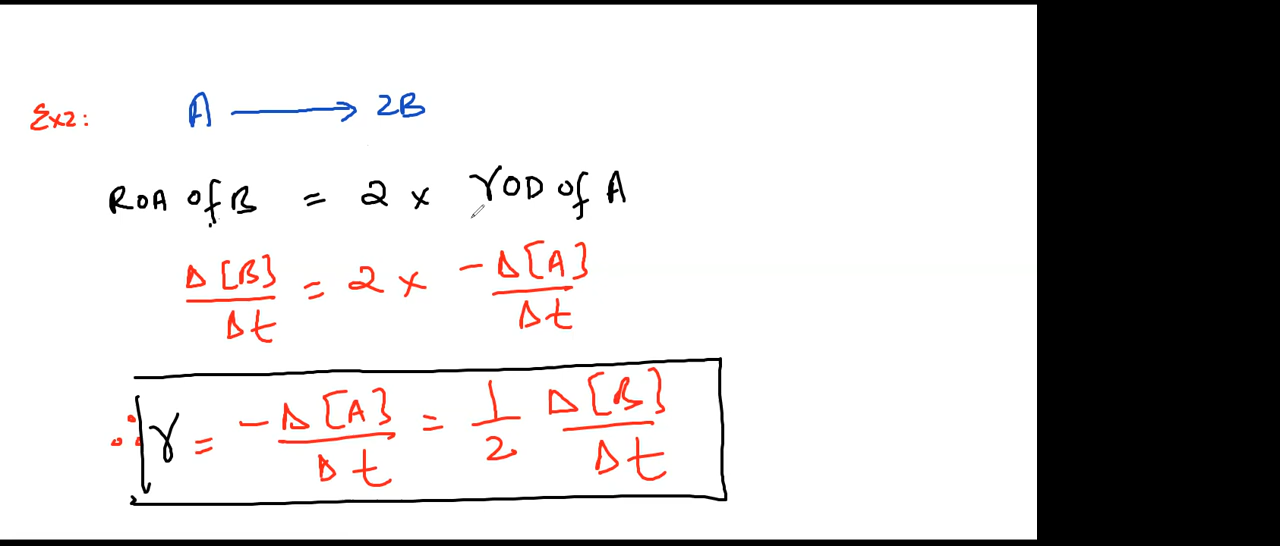 Ex2: A ⟶ 2B
ROA of B = 2 × rOD of A
Δ[B]/Δt = 2 × -Δ[A]/Δt
∴ r = -Δ[A]/Δt = 1/2 Δ[B]/Δt